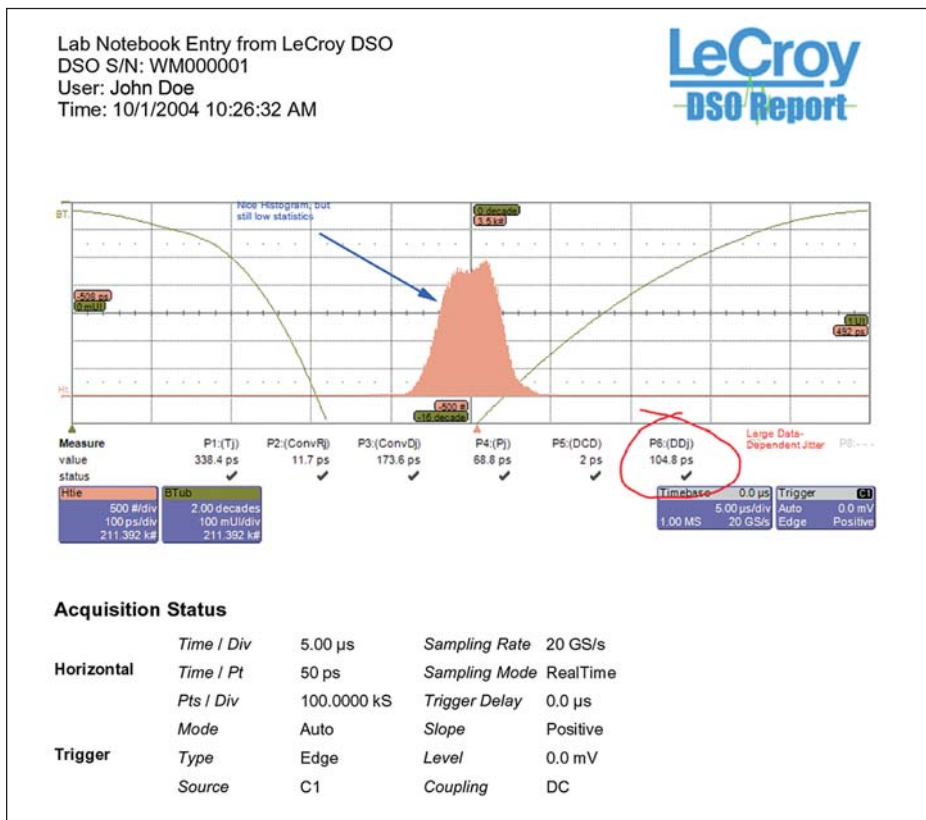 Lab Notebook Entry from LeCroy DSO
DSO S/N: WM000001
User: John Doe
Time: 10/1/2004 10:26:32 AM
LeCroy
DSO Report
Nice Histogram, but
still low statistics
BT.
0 decade
3.5 k#
-508 ps
0 mUI
1 UI
492 ps
Ht.
-500 #
-16 decade
Large Data-
Dependent Jitter
Measure P1:(Tj) P2:(ConvRj) P3:(ConvDj) P4:(Pj) P5:(DCD) P6:(DDj) P8:- - -
value 338.4 ps 11.7 ps 173.6 ps 68.8 ps 2 ps 104.8 ps
status
Htie BTub Timebase 0.0 µs Trigger C1
500 #/div 2.00 decades 5.00 µs/div Auto 0.0 mV
100 ps/div 100 mUI/div 1.00 MS 20 GS/s Edge Positive
211.392 k# 211.392 k#
Acquisition Status
Time / Div 5.00 µs Sampling Rate 20 GS/s
Horizontal Time / Pt 50 ps Sampling Mode RealTime
Pts / Div 100.0000 kS Trigger Delay 0.0 µs
Mode Auto Slope Positive
Trigger Type Edge Level 0.0 mV
Source C1 Coupling DC